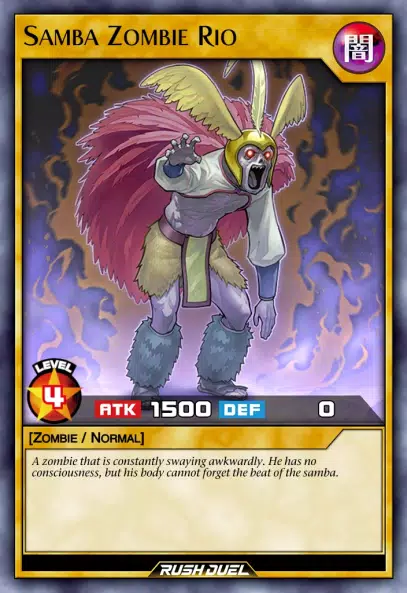 Samba Zombie Rio
闇
LEVEL
4
ATK 1500 DEF 0
[Zombie / Normal]
A zombie that is constantly swaying awkwardly. He has no
consciousness, but his body cannot forget the beat of the samba.
RUSH DUEL